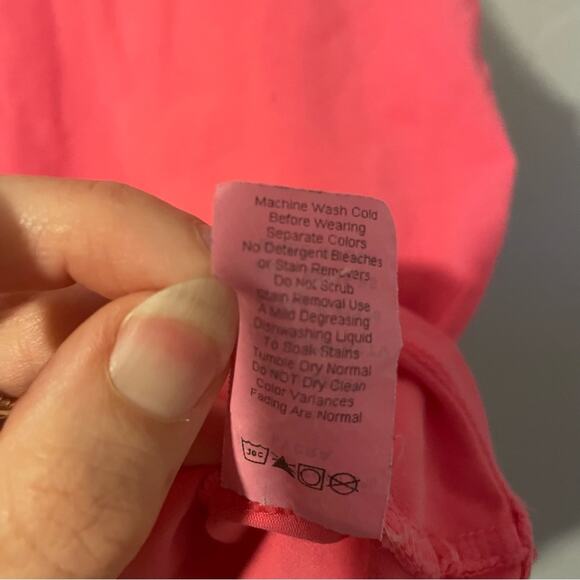 Machine Wash Cold
Before Wearing
Separate Colors
No Detergent Bleaches
or Stain Removers
Do Not Scrub
Stain Removal Use
A Mild Degreasing
Dishwashing Liquid
To Soak Stains
Tumble Dry Normal
Do NOT Dry Clean
Color Variances
Fading Are Normal
30C